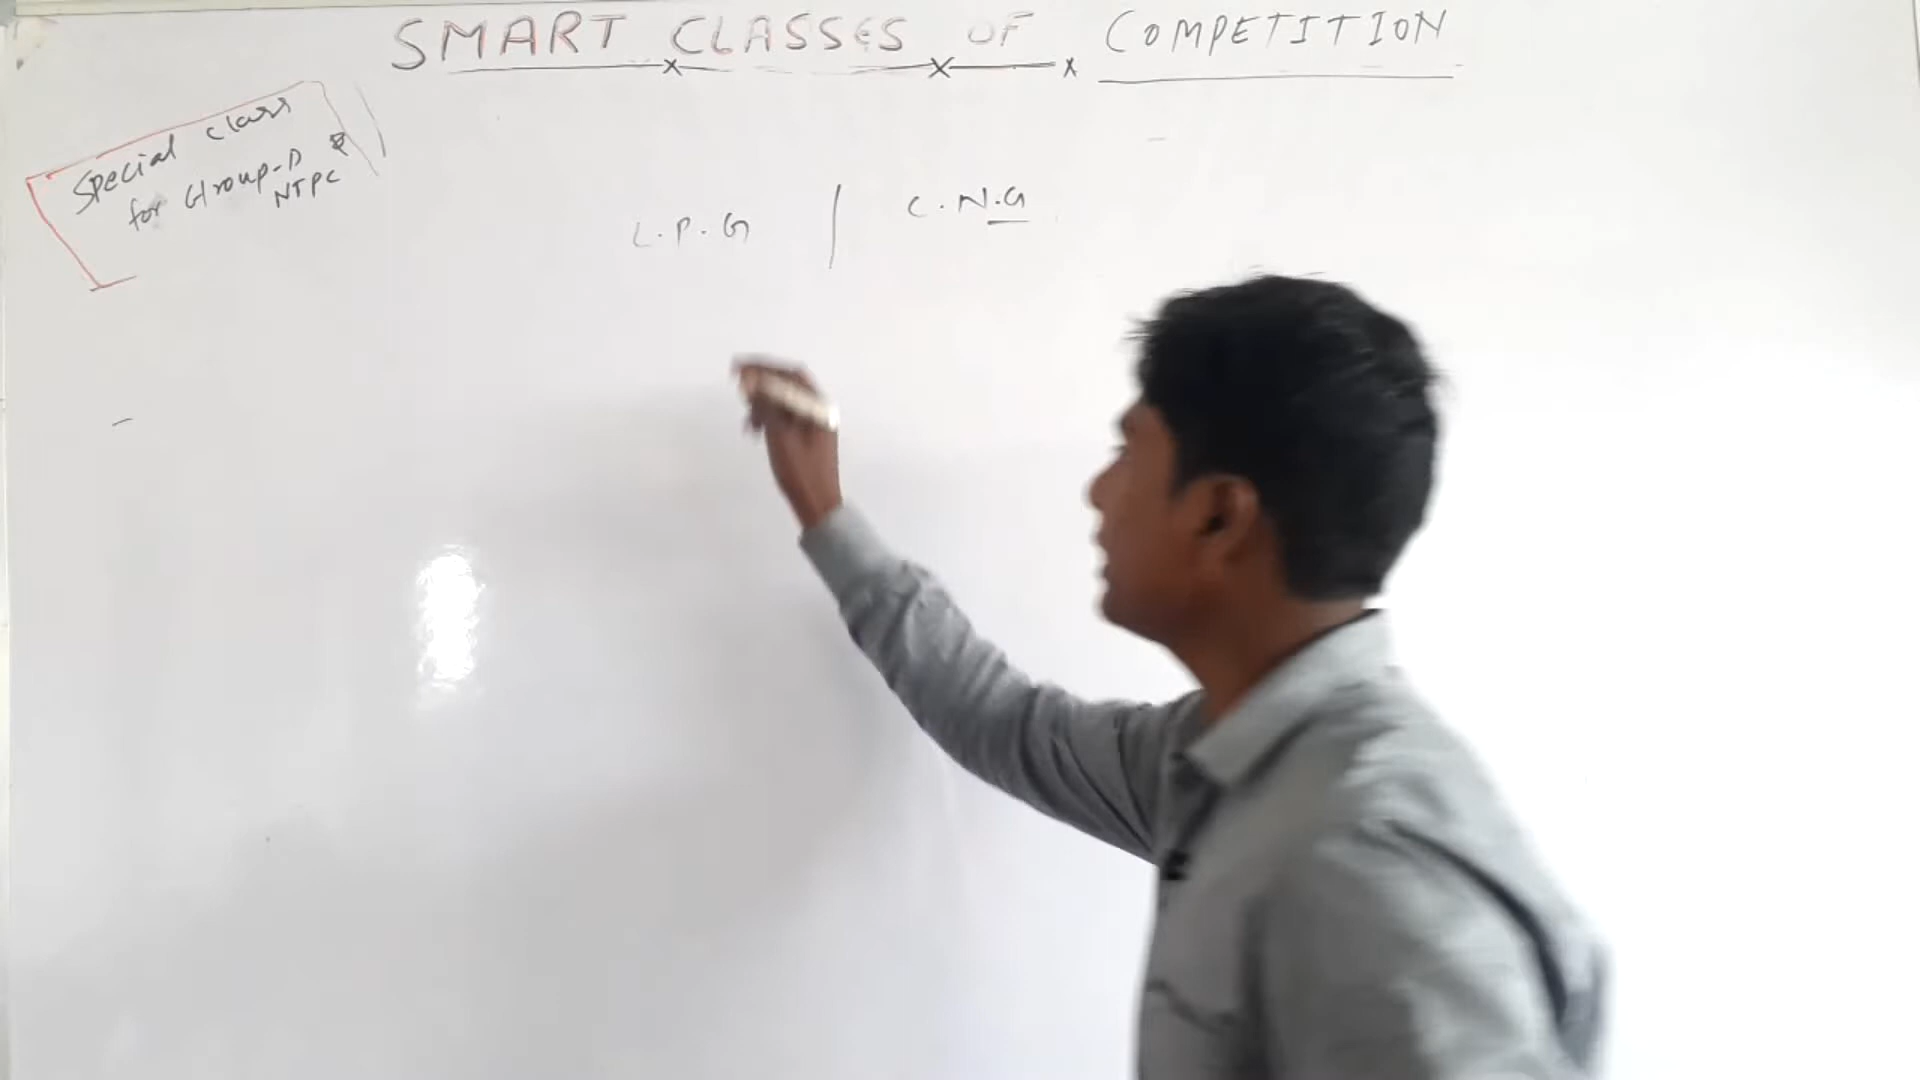 SMART CLASSES OF COMPETITION
Special class
for Group-D &
NTPC
L.P.G | C.N.G